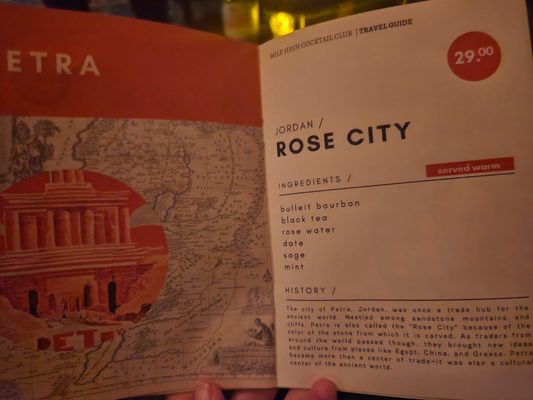 ETRA
PETR
MILE HIGH COCKTAIL CLUB | TRAVEL GUIDE
29.00
JORDAN /
ROSE CITY
INGREDIENTS /
served warm
bulleit bourbon
black tea
rose water
date
sage
mint
HISTORY /
The city of Petra, Jordan, was once a trade hub for the
ancient world. Nestled among sandstone mountains and
cliffs, Petra is also called the "Rose City" because of the
color of the stone from which it is carved. As traders from
around the world passed though, they brought new ideas
and culture from places like Egypt, China, and Greece. Petra
became more than a center of trade—it was also a cultural
center of the ancient world.